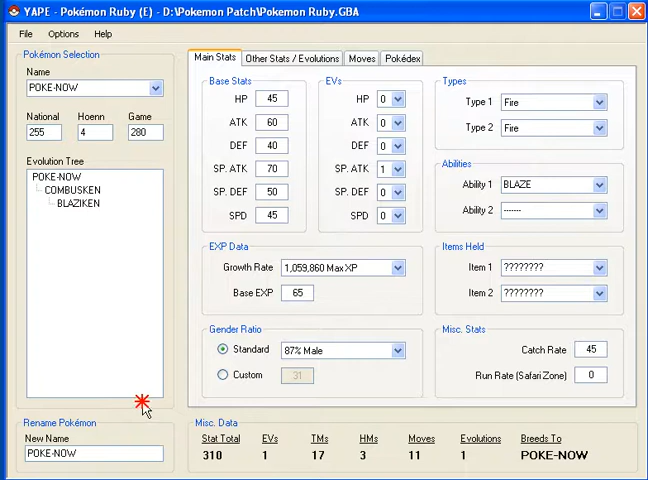 YAPE - Pokémon Ruby (E) - D:\Pokemon Patch\Pokemon Ruby.GBA
File Options Help
Pokémon Selection
Name
POKE-NOW
National Hoenn Game
255 4 280
Evolution Tree
POKE-NOW
COMBUSKEN
BLAZIKEN
Rename Pokémon
New Name
POKE-NOW
Main Stats Other Stats / Evolutions Moves Pokédex
Base Stats
HP 45
ATK 60
DEF 40
SP. ATK 70
SP. DEF 50
SPD 45
EVs
HP 0
ATK 0
DEF 0
SP. ATK 1
SP. DEF 0
SPD 0
Types
Type 1 Fire
Type 2 Fire
Abilities
Ability 1 BLAZE
Ability 2 -------
EXP Data
Growth Rate 1,059,860 Max XP
Base EXP 65
Items Held
Item 1 ????????
Item 2 ????????
Gender Ratio
Standard 87% Male
Custom 31
Misc. Stats
Catch Rate 45
Run Rate (Safari Zone) 0
Misc. Data
Stat Total EVs TMs HMs Moves Evolutions Breeds To
310 1 17 3 11 1 POKE-NOW